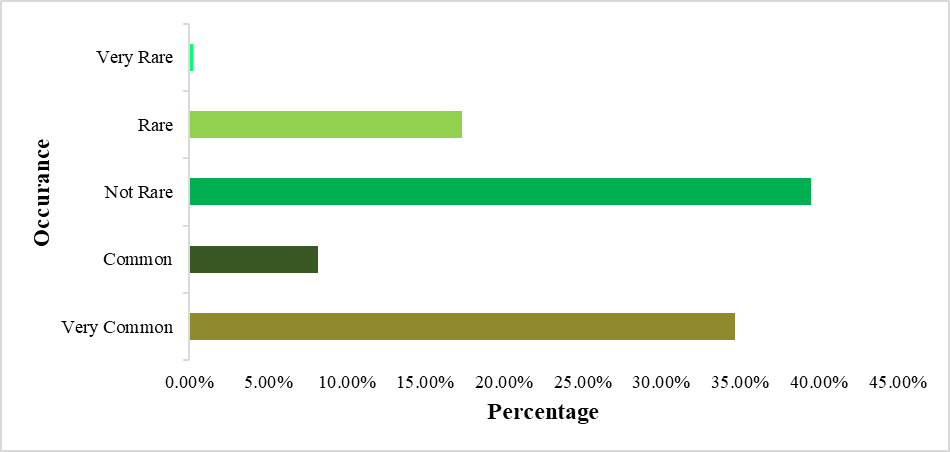 Occurance
Very Rare
Rare
Not Rare
Common
Very Common
0.00% 5.00% 10.00% 15.00% 20.00% 25.00% 30.00% 35.00% 40.00% 45.00%
Percentage